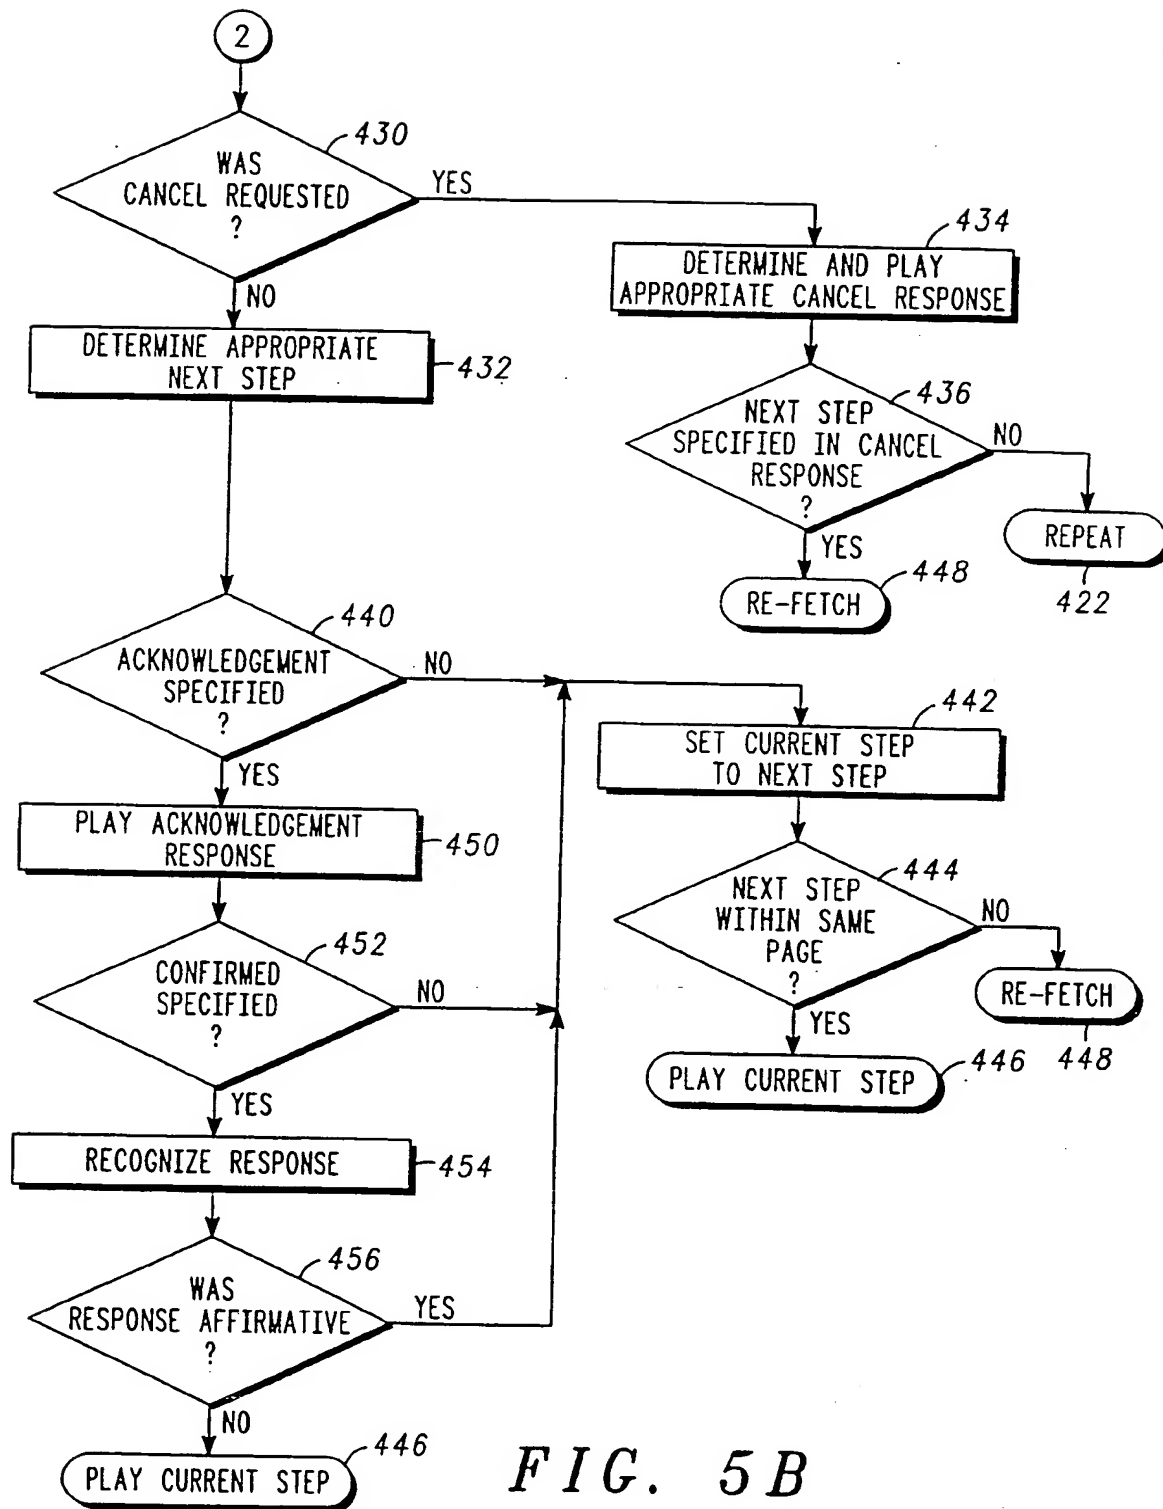 2
430
WAS
CANCEL REQUESTED
?
YES
NO
434
DETERMINE AND PLAY
APPROPRIATE CANCEL RESPONSE
DETERMINE APPROPRIATE
NEXT STEP
432
436
NEXT STEP
SPECIFIED IN CANCEL
RESPONSE
?
NO
YES
REPEAT
422
RE-FETCH
448
440
ACKNOWLEDGEMENT
SPECIFIED
?
NO
YES
442
SET CURRENT STEP
TO NEXT STEP
PLAY ACKNOWLEDGEMENT
RESPONSE
450
444
NEXT STEP
WITHIN SAME
PAGE
?
NO
YES
RE-FETCH
448
PLAY CURRENT STEP
446
452
CONFIRMED
SPECIFIED
?
NO
YES
RECOGNIZE RESPONSE
454
456
WAS
RESPONSE AFFIRMATIVE
?
YES
NO
446
PLAY CURRENT STEP
FIG. 5B